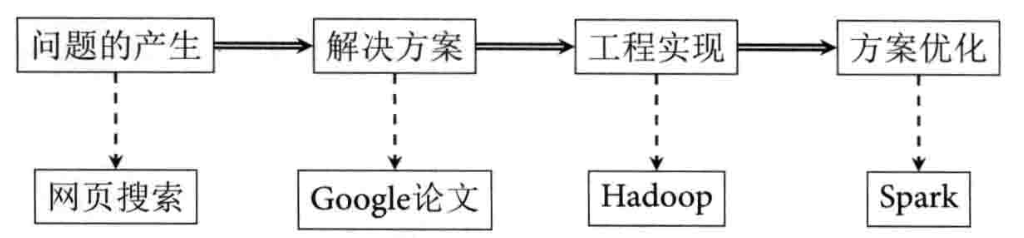 问题的产生
解决方案
工程实现
方案优化
网页搜索
Google论文
Hadoop
Spark